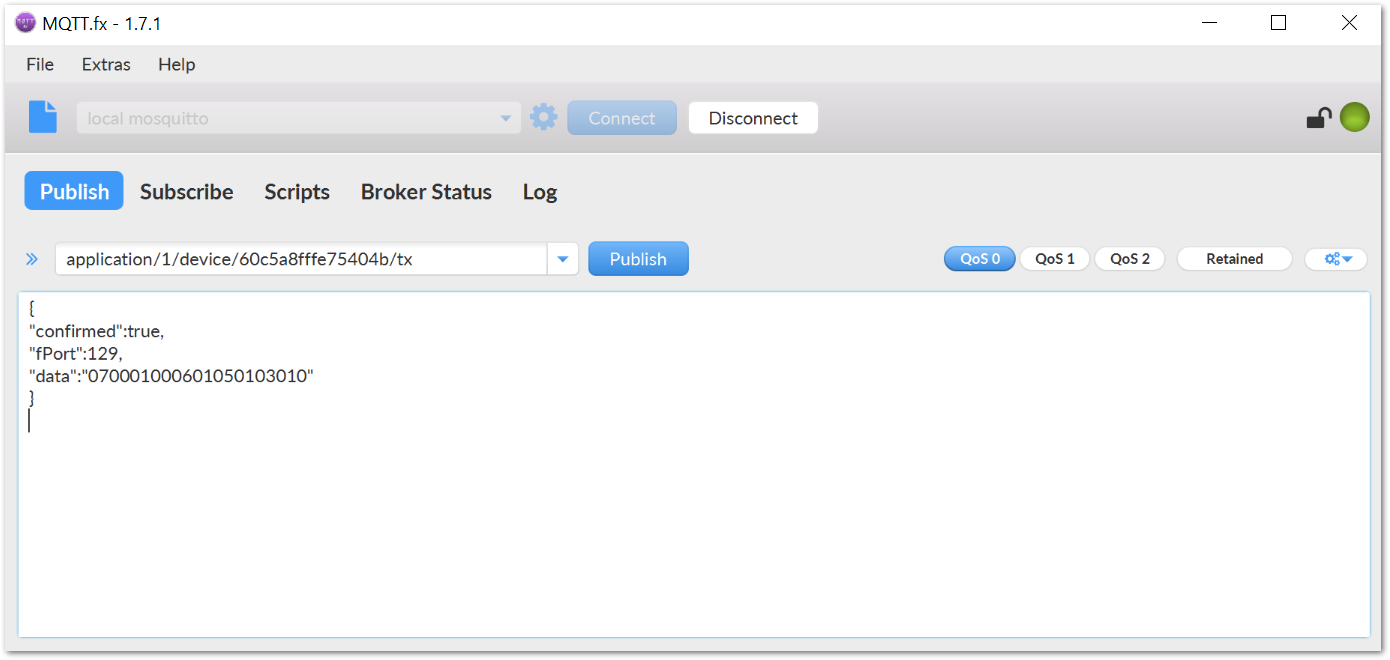 MQTT.fx - 1.7.1
File Extras Help
local mosquitto Connect Disconnect
Publish Subscribe Scripts Broker Status Log
application/1/device/60c5a8fffe75404b/tx Publish QoS 0 QoS 1 QoS 2 Retained
{
"confirmed":true,
"fPort":129,
"data":"070001000601050103010"
}